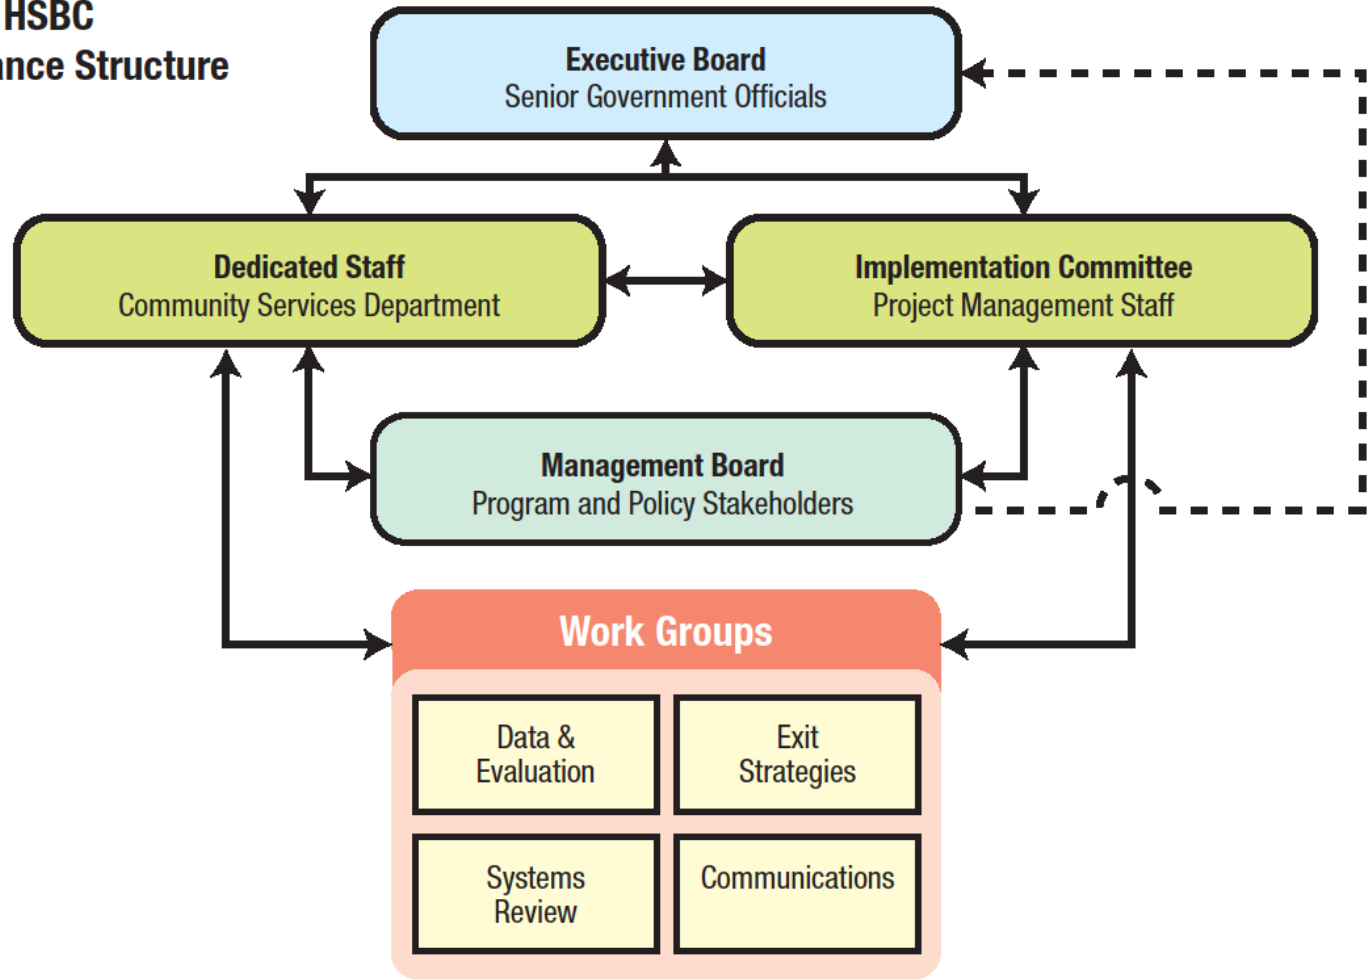 HSBC
ance Structure
Executive Board
Senior Government Officials
Dedicated Staff
Community Services Department
Implementation Committee
Project Management Staff
Management Board
Program and Policy Stakeholders
Work Groups
Data &
Evaluation
Exit
Strategies
Systems
Review
Communications